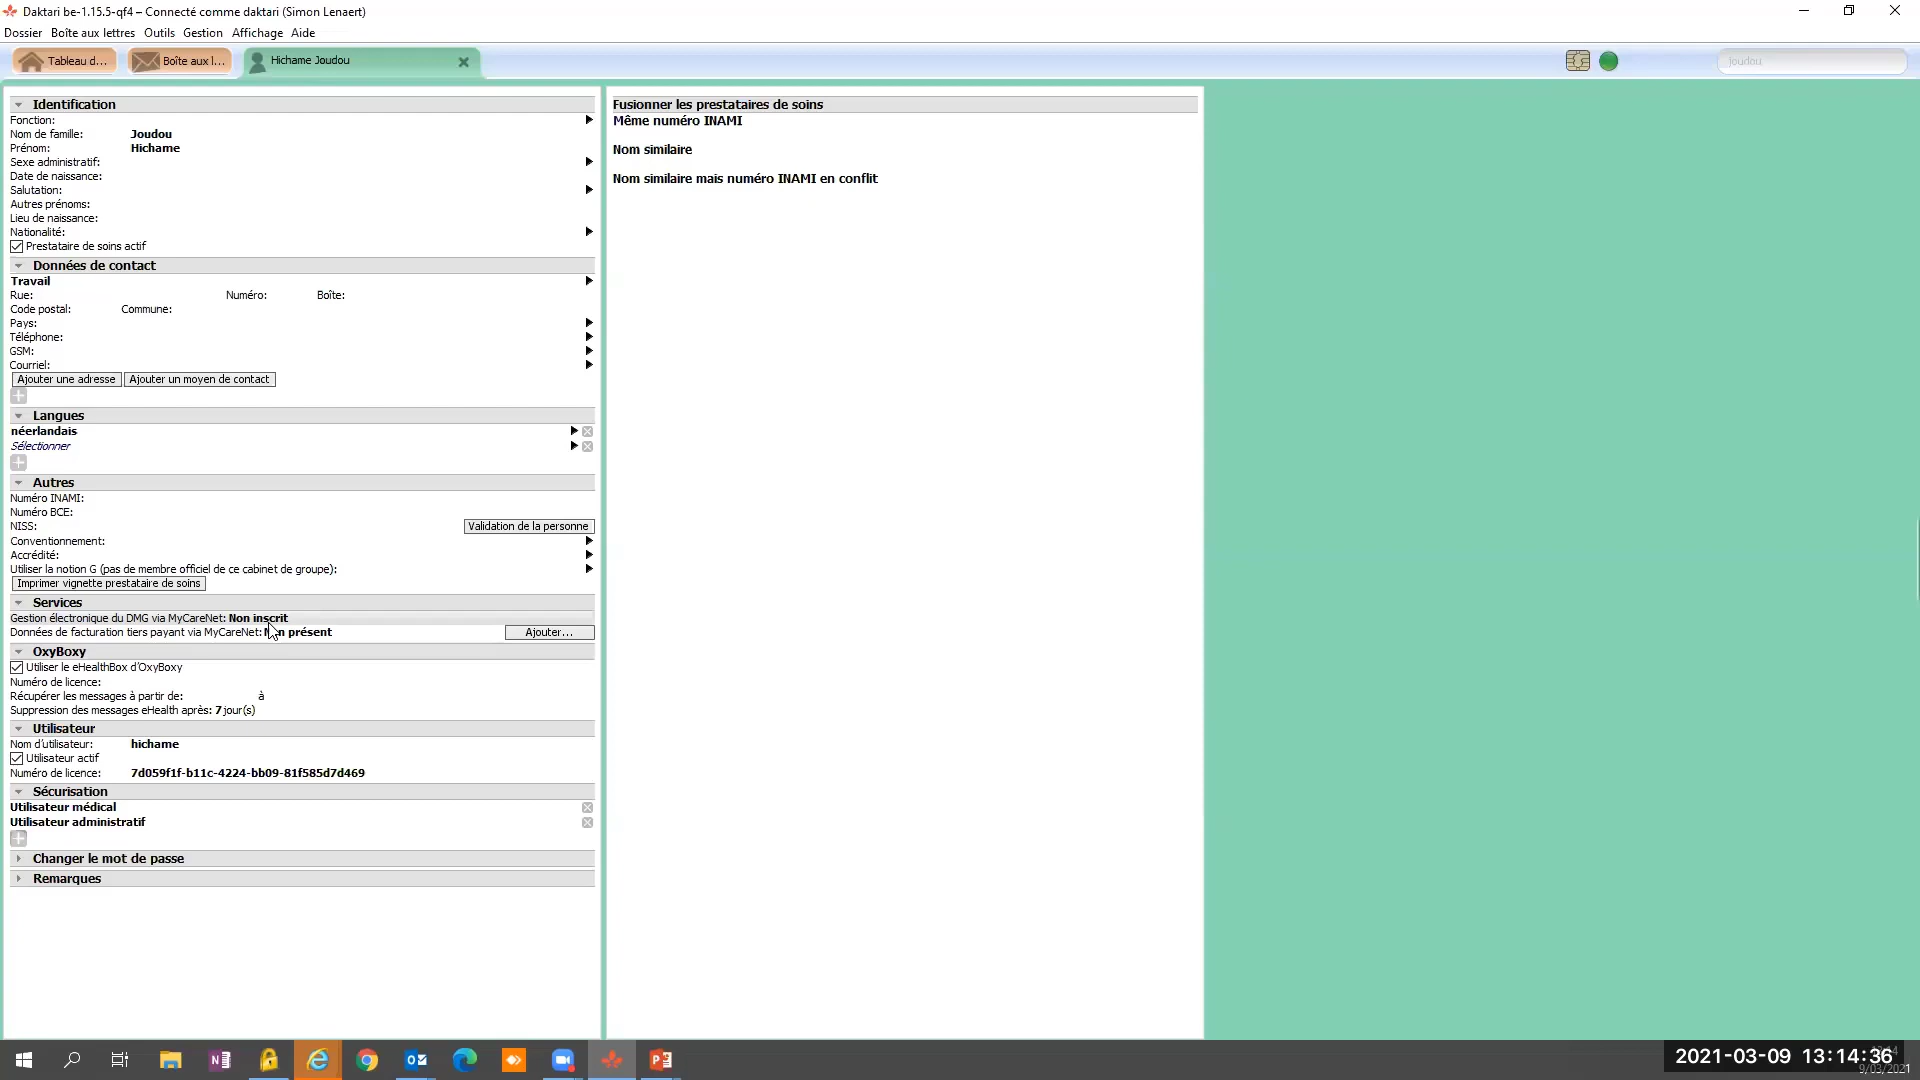 Daktari be-1.15.5-qf4 – Connecté comme daktari (Simon Lenaert)
Dossier Boîte aux lettres Outils Gestion Affichage Aide
Tableau d... Boîte aux l... Hichame Joudou Joudou
Identification
Fonction:
Nom de famille: Joudou
Prénom: Hichame
Sexe administratif:
Date de naissance:
Salutation:
Autres prénoms:
Lieu de naissance:
Nationalité:
Prestataire de soins actif
Données de contact
Travail
Rue: Numéro: Boîte:
Code postal: Commune:
Pays:
Téléphone:
GSM:
Courriel:
Ajouter une adresse Ajouter un moyen de contact
Langues
néerlandais
Sélectionner
Autres
Numéro INAMI:
Numéro BCE:
NISS: Validation de la personne
Conventionnement:
Accrédité:
Utiliser la notion G (pas de membre officiel de ce cabinet de groupe):
Imprimer vignette prestataire de soins
Services
Gestion électronique du DMG via MyCareNet: Non inscrit
Données de facturation tiers payant via MyCareNet: présent Ajouter...
OxyBoxy
Utiliser le eHealthBox d'OxyBoxy
Numéro de licence:
Récupérer les messages à partir de: à
Suppression des messages eHealth après: 7 jour(s)
Utilisateur
Nom d'utilisateur: hichame
Utilisateur actif
Numéro de licence: 7d059f1f-b11c-4224-bb09-81f585d7d469
Sécurisation
Utilisateur médical
Utilisateur administratif
Changer le mot de passe
Remarques
Fusionner les prestataires de soins
Même numéro INAMI
Nom similaire
Nom similaire mais numéro INAMI en conflit
2021-03-09 13:14:36
9/03/2021